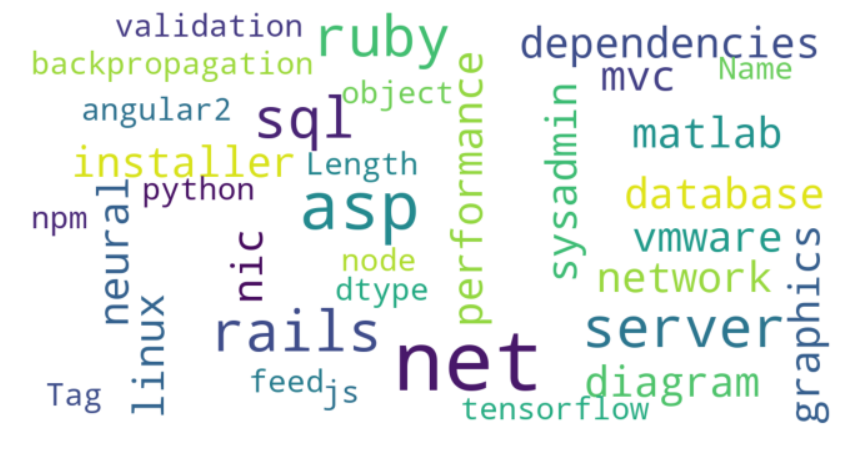 validation
ruby
dependencies
backpropagation
mvc
Name
object
angular2
sql
performance
sysadmin
matlab
installer
Length
python
asp
database
npm
neural
nic
node
vmware
dtype
network
graphics
linux
rails
net
server
feed
js
diagram
Tag
tensorflow